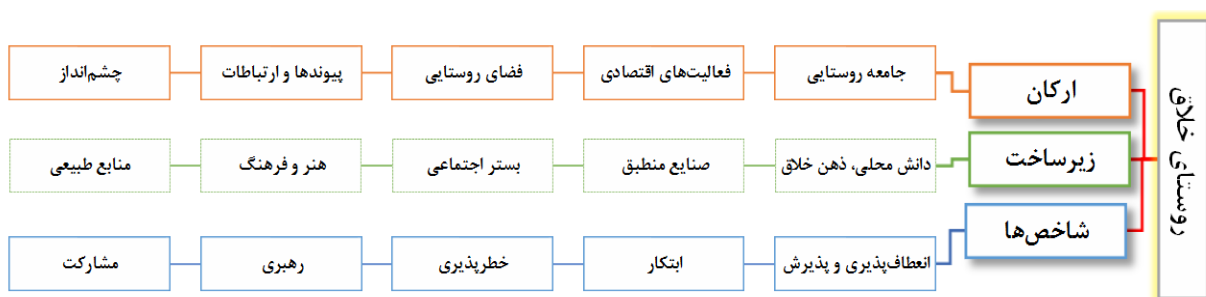 روستای خلاق
ارکان
جامعه روستایی
فعالیت‌های اقتصادی
فضای روستایی
پیوندها و ارتباطات
چشم‌انداز
زیرساخت
دانش محلی، ذهن خلاق
صنایع منطبق
بستر اجتماعی
هنر و فرهنگ
منابع طبیعی
شاخص‌ها
انعطاف‌پذیری و پذیرش
ابتکار
خطرپذیری
رهبری
مشارکت